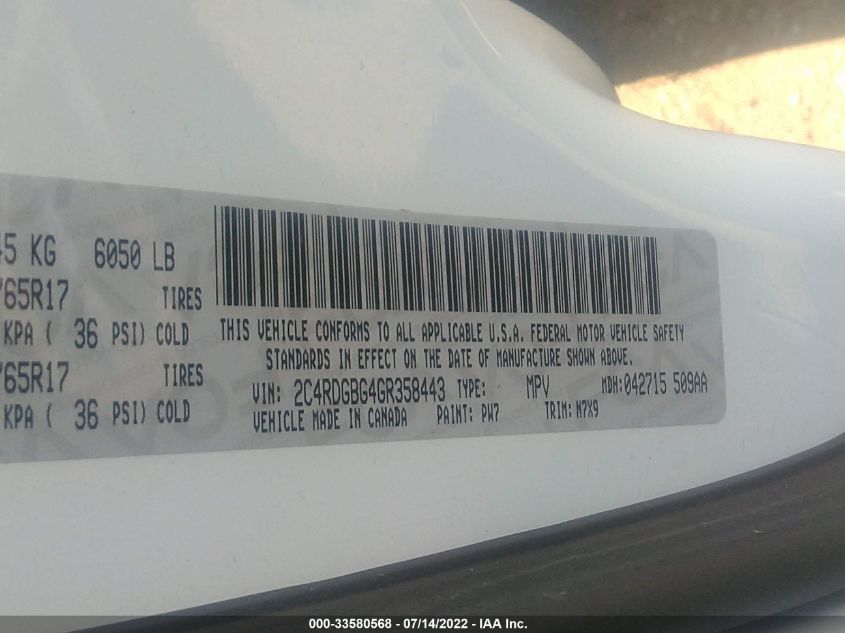 45 KG 6050 LB
/65R17 TIRES
KPA ( 36 PSI) COLD
/65R17 TIRES
KPA ( 36 PSI) COLD
THIS VEHICLE CONFORMS TO ALL APPLICABLE U.S.A. FEDERAL MOTOR VEHICLE SAFETY
STANDARDS IN EFFECT ON THE DATE OF MANUFACTURE SHOWN ABOVE.
VIN: 2C4RDGBG4GR358443 TYPE: MPV MDH: 042715 509AA
VEHICLE MADE IN CANADA PAINT: PW7 TRIM: N7X9
000-33580568 / 07/14/2022 - IAA Inc.